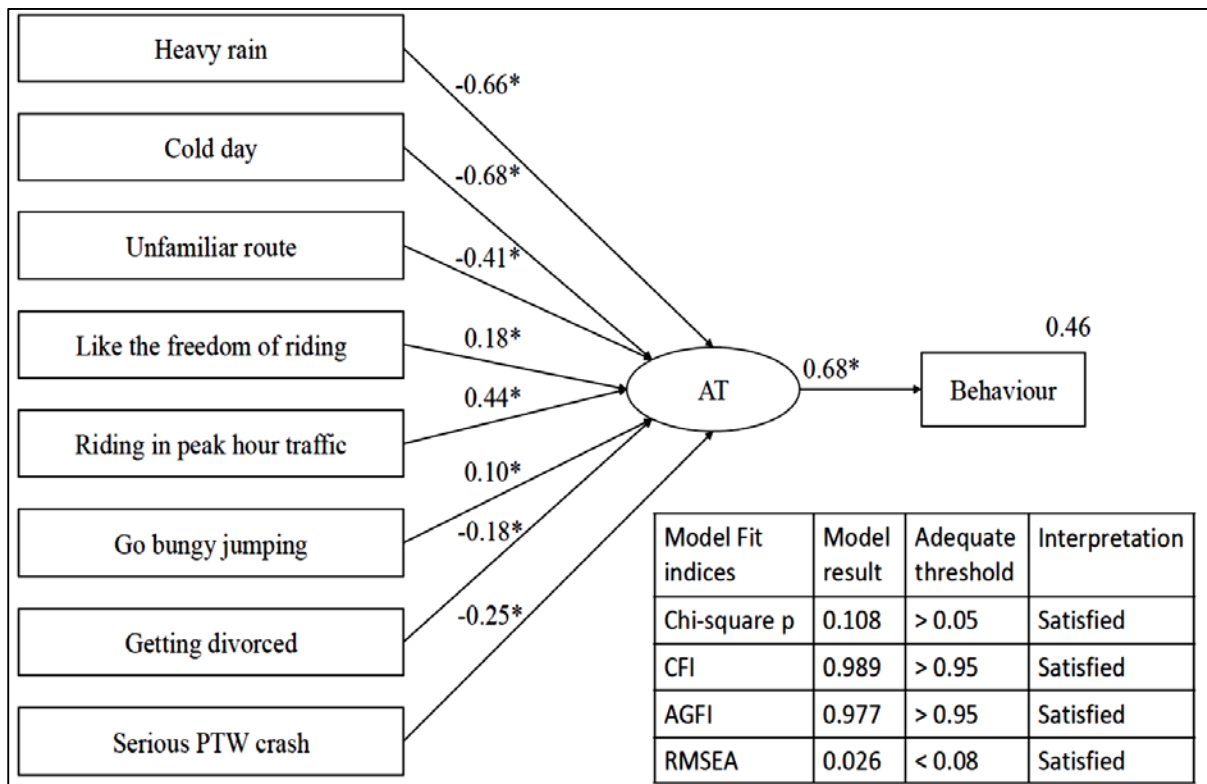 Heavy rain
-0.66*
Cold day
-0.68*
Unfamiliar route
-0.41*
Like the freedom of riding
0.18*
Riding in peak hour traffic
0.44*
Go bungy jumping
0.10*
Getting divorced
-0.18*
Serious PTW crash
-0.25*
AT
0.68*
0.46
Behaviour
Model Fit indices Model result Adequate threshold Interpretation
Chi-square p 0.108 > 0.05 Satisfied
CFI 0.989 > 0.95 Satisfied
AGFI 0.977 > 0.95 Satisfied
RMSEA 0.026 < 0.08 Satisfied